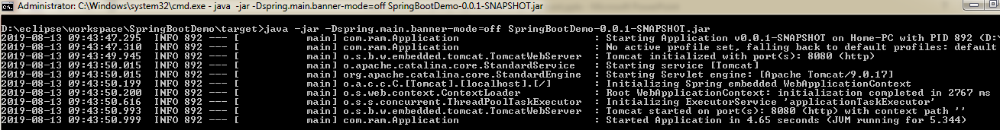 Administrator: C:\Windows\system32\cmd.exe - java -jar -Dspring.main.banner-mode=off SpringBootDemo-0.0.1-SNAPSHOT.jar
D:\eclipse\workspace\SpringBootDemo\target>java -jar -Dspring.main.banner-mode=off SpringBootDemo-0.0.1-SNAPSHOT.jar
2019-08-13 09:43:47.295 INFO 892 --- [ main] com.ram.Application : Starting Application v0.0.1-SNAPSHOT on Home-PC with PID 892 (D:\
2019-08-13 09:43:47.310 INFO 892 --- [ main] com.ram.Application : No active profile set, falling back to default profiles: default
2019-08-13 09:43:49.945 INFO 892 --- [ main] o.s.b.w.embedded.tomcat.TomcatWebServer : Tomcat initialized with port(s): 8080 (http)
2019-08-13 09:43:50.015 INFO 892 --- [ main] o.apache.catalina.core.StandardService : Starting service [Tomcat]
2019-08-13 09:43:50.015 INFO 892 --- [ main] org.apache.catalina.core.StandardEngine : Starting Servlet engine: [Apache Tomcat/9.0.17]
2019-08-13 09:43:50.199 INFO 892 --- [ main] o.a.c.c.C.[Tomcat].[localhost].[/] : Initializing Spring embedded WebApplicationContext
2019-08-13 09:43:50.200 INFO 892 --- [ main] o.s.web.context.ContextLoader : Root WebApplicationContext: initialization completed in 2767 ms
2019-08-13 09:43:50.616 INFO 892 --- [ main] o.s.s.concurrent.ThreadPoolTaskExecutor : Initializing ExecutorService 'applicationTaskExecutor'
2019-08-13 09:43:50.993 INFO 892 --- [ main] o.s.b.w.embedded.tomcat.TomcatWebServer : Tomcat started on port(s): 8080 (http) with context path ''
2019-08-13 09:43:50.999 INFO 892 --- [ main] com.ram.Application : Started Application in 4.65 seconds (JVM running for 5.344)